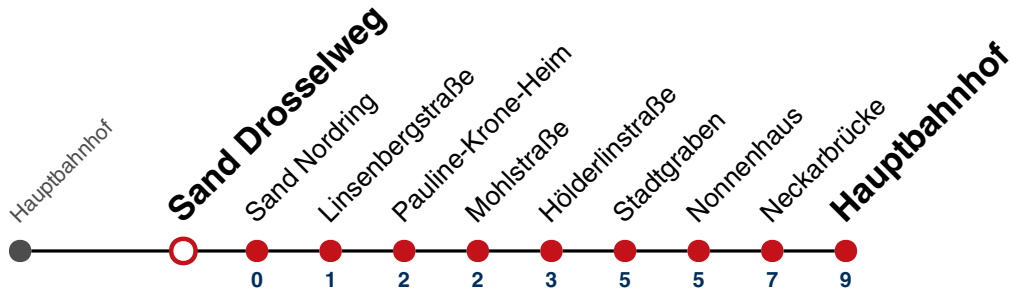 Hauptbahnhof
Sand Drosselweg
Sand Nordring
Linsenbergstraße
Pauline-Krone-Heim
Mohlstraße
Hölderlinstraße
Stadtgraben
Nonnenhaus
Neckarbrücke
Hauptbahnhof
0 1 2 2 3 5 5 7 9